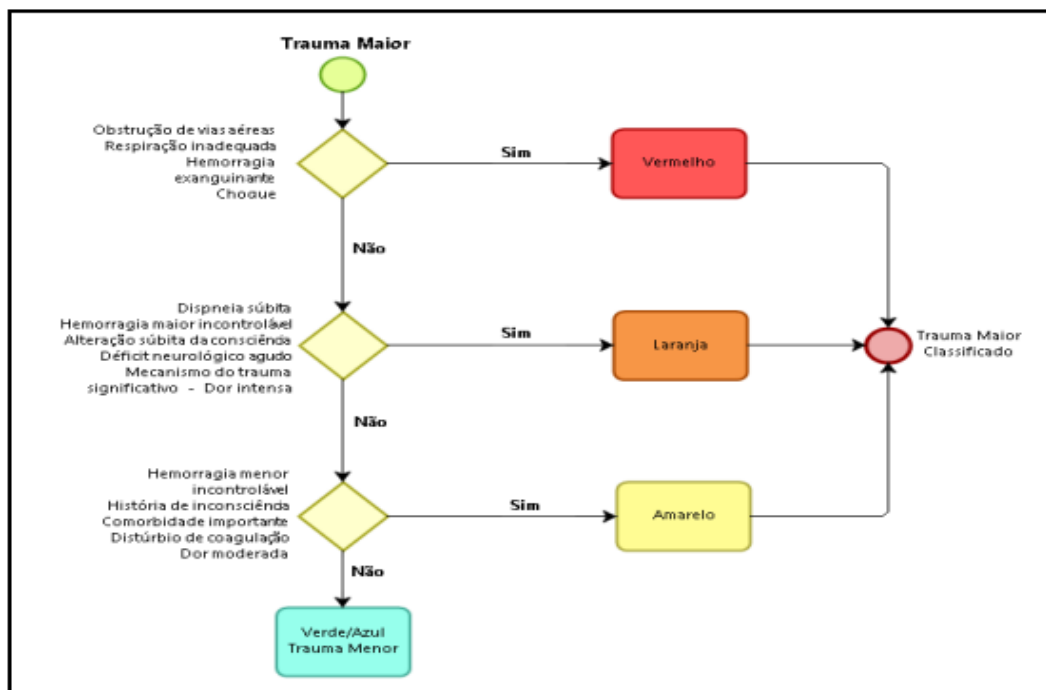 Trauma Maior
Obstrução de vias aéreas
Respiração inadequada
Hemorragia
exanguinante
Choque
Sim
Vermelho
Não
Dispneia súbita
Hemorragia maior incontrolável
Alteração súbita da consciência
Déficit neurológico agudo
Mecanismo do trauma
significativo - Dor intensa
Sim
Laranja
Trauma Maior
Classificado
Não
Hemorragia menor
incontrolável
História de inconsciência
Comorbidade importante
Distúrbio de coagulação
Dor moderada
Sim
Amarelo
Não
Verde/Azul
Trauma Menor